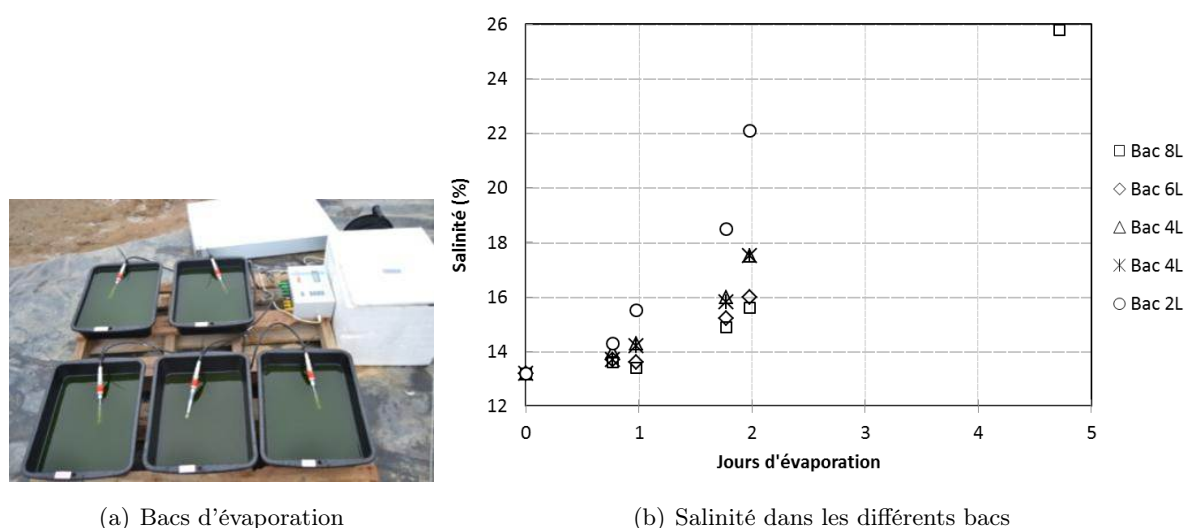 26
24
22
20
18
16
14
12
Salinité (%)
0
1
2
3
4
5
Jours d'évaporation
Bac 8L
Bac 6L
Bac 4L
Bac 4L
Bac 2L
(a) Bacs d'évaporation
(b) Salinité dans les différents bacs